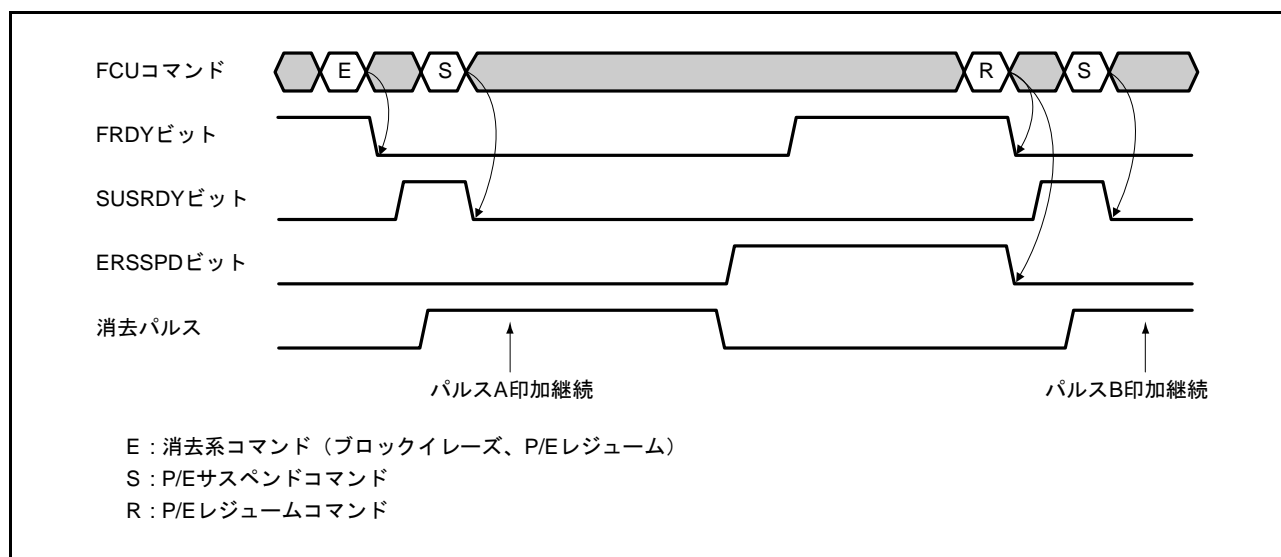 FCUコマンド
E
S
R
S
FRDYビット
SUSRDYビット
ERSSPDビット
消去パルス
パルスA印加継続
パルスB印加継続
E：消去系コマンド（ブロックイレーズ、P/Eレジューム）
S：P/Eサスペンドコマンド
R：P/Eレジュームコマンド